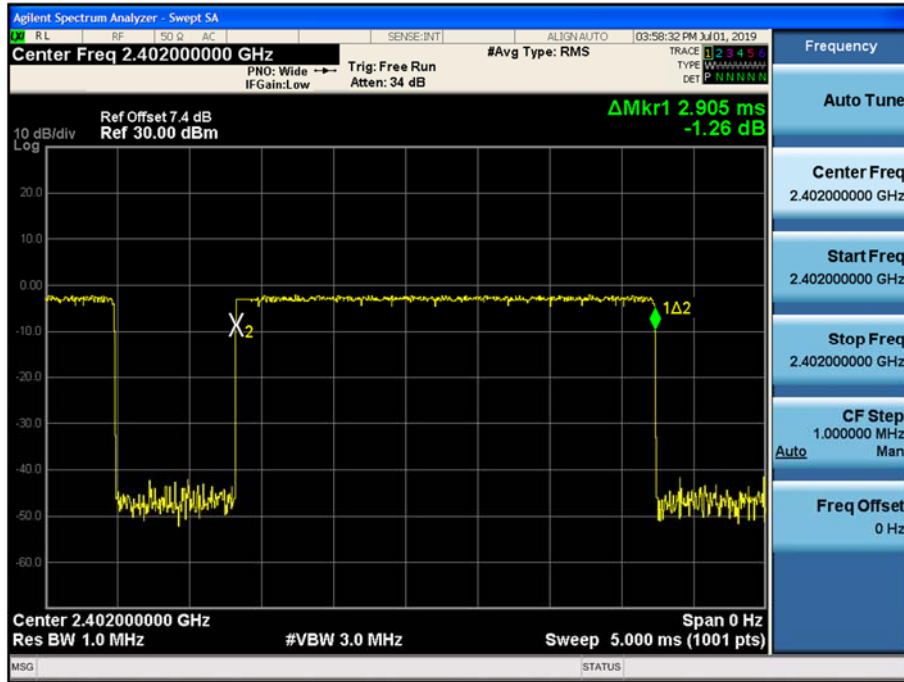 Agilent Spectrum Analyzer - Swept SA
RL RF 50 Ω AC SENSE:INT ALIGNAUTO 03:58:32 PM Jul 01, 2019
Center Freq 2.402000000 GHz
PNO: Wide
IFGain:Low
Trig: Free Run
Atten: 34 dB
#Avg Type: RMS
TRACE 1 2 3 4 5 6
TYPE
DET P N N N N N
Frequency
Auto Tune
Center Freq
2.402000000 GHz
Start Freq
2.402000000 GHz
Stop Freq
2.402000000 GHz
CF Step
1.000000 MHz
Auto Man
Freq Offset
0 Hz
ΔMkr1 2.905 ms
-1.26 dB
Ref Offset 7.4 dB
10 dB/div Ref 30.00 dBm
Log
20.0
10.0
0.00
-10.0
-20.0
-30.0
-40.0
-50.0
-60.0
X2
1Δ2
Center 2.402000000 GHz Span 0 Hz
Res BW 1.0 MHz #VBW 3.0 MHz Sweep 5.000 ms (1001 pts)
MSG STATUS